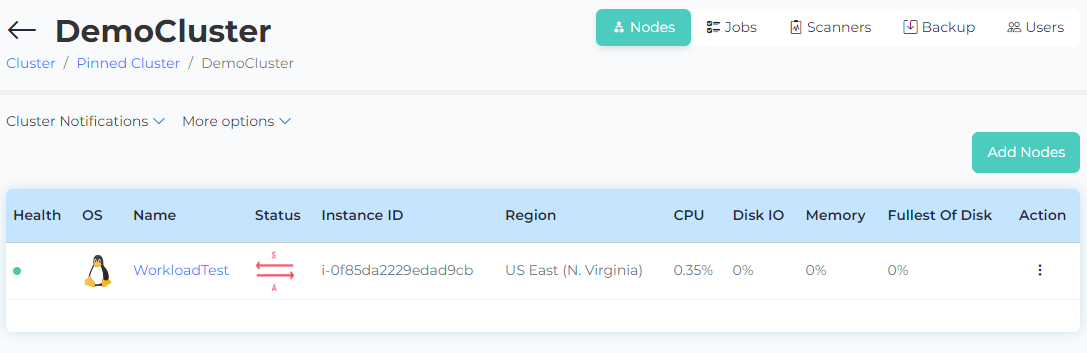 DemoCluster
Nodes Jobs Scanners Backup Users
Cluster / Pinned Cluster / DemoCluster
Cluster Notifications More options
Add Nodes
Health OS Name Status Instance ID Region CPU Disk IO Memory Fullest Of Disk Action
S
WorkloadTest i-0f85da2229edad9cb US East (N. Virginia) 0.35% 0% 0% 0%
A